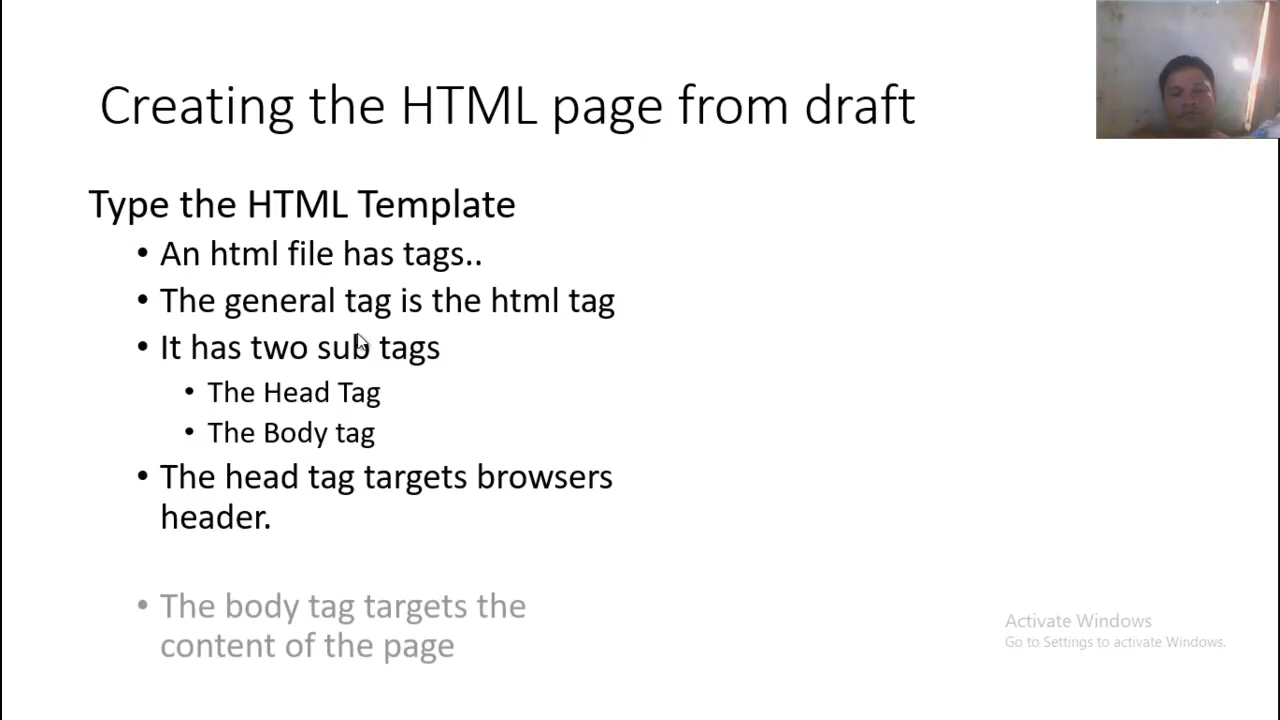 Creating the HTML page from draft
Type the HTML Template
• An html file has tags..
• The general tag is the html tag
• It has two sub tags
• The Head Tag
• The Body tag
• The head tag targets browsers
header.
• The body tag targets the
content of the page
Activate Windows
Go to Settings to activate Windows.